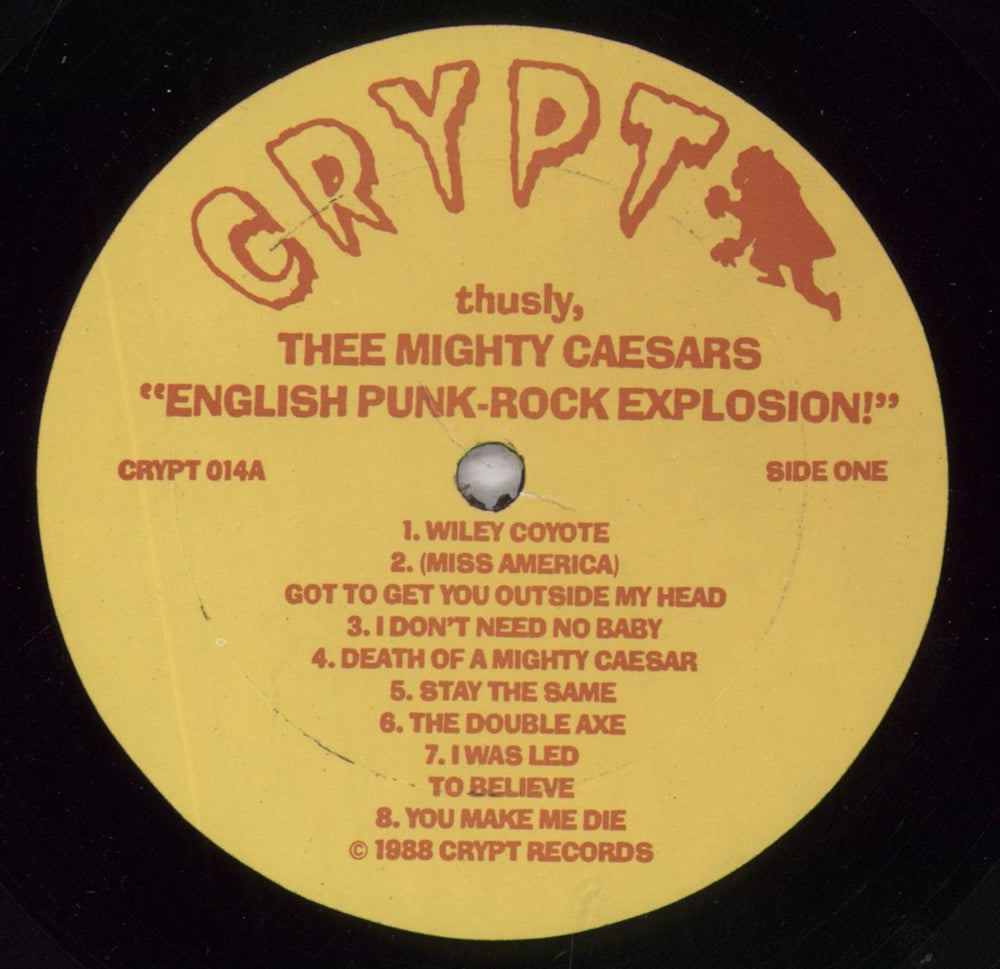 CRYPT
thusly,
THEE MIGHTY CAESARS
“ENGLISH PUNK-ROCK EXPLOSION!”
CRYPT 014A
SIDE ONE
1. WILEY COYOTE
2. (MISS AMERICA)
GOT TO GET YOU OUTSIDE MY HEAD
3. I DON'T NEED NO BABY
4. DEATH OF A MIGHTY CAESAR
5. STAY THE SAME
6. THE DOUBLE AXE
7. I WAS LED
TO BELIEVE
8. YOU MAKE ME DIE
© 1988 CRYPT RECORDS